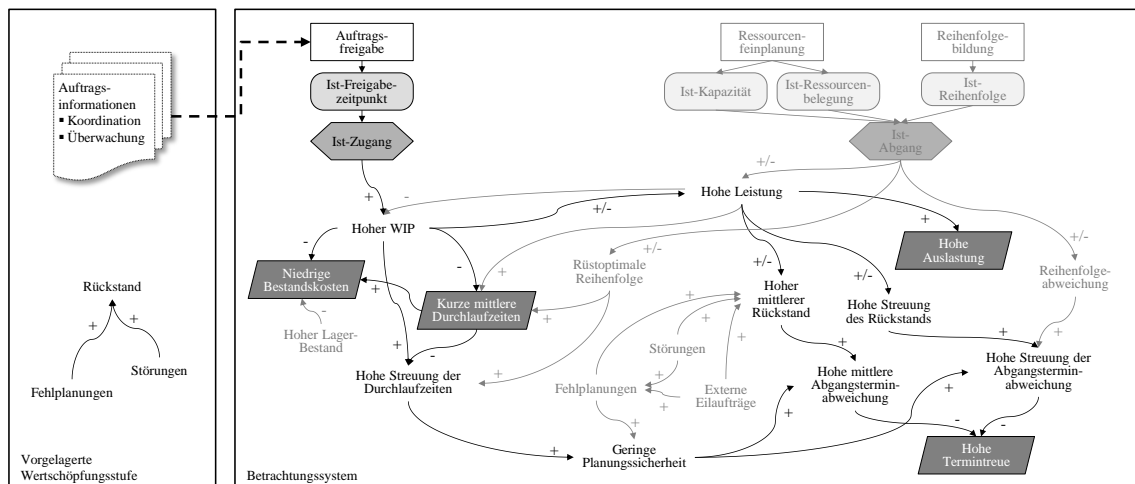 Auftrags-
informationen
▪ Koordination
▪ Überwachung
Rückstand
+
+
Störungen
Fehlplanungen
Vorgelagerte
Wertschöpfungsstufe
Auftrags-
freigabe
Ist-Freigabe-
zeitpunkt
Ist-Zugang
Ressourcen-
feinplanung
Reihenfolge-
bildung
Ist-Kapazität
Ist-Ressourcen-
belegung
Ist-
Reihenfolge
Ist-
Abgang
+
-
+/-
+/-
Hohe Leistung
Hoher WIP
+
Hohe
Auslastung
-
-
+
+/-
+/-
+/-
+/-
Niedrige
Bestandskosten
+
Kurze mittlere
Durchlaufzeiten
Rüstoptimale
Reihenfolge
+
Hoher
mittlerer
Rückstand
Hohe Streuung
des Rückstands
Reihenfolge-
abweichung
-
Hoher Lager-
Bestand
+
-
+
+
+
+
+
+
+
Störungen
Hohe Streuung der
Durchlaufzeiten
+
Fehlplanungen
+
+
Externe
Eilaufträge
Hohe mittlere
Abgangstermin-
abweichung
Hohe Streuung der
Abgangstermin-
abweichung
+
+
+
-
-
+
Geringe
Planungssicherheit
Hohe
Termintreue
Betrachtungssystem